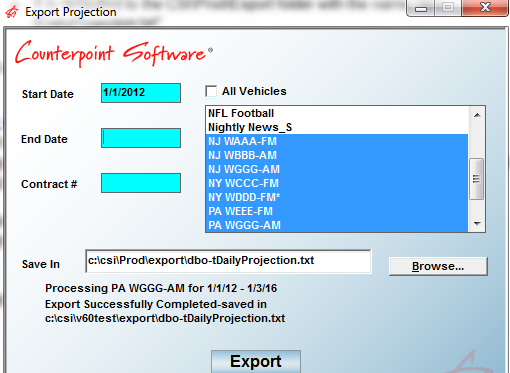 Export Projection
Counterpoint Software®
Start Date 1/1/2012
All Vehicles
NFL Football
Nightly News_S
End Date
NJ WAAA-FM
NJ WBBB-AM
NJ WGGG-AM
Contract #
NY WCCC-FM
NY WDDD-FM*
PA WEEE-FM
PA WGGG-AM
Save In c:\csi\Prod\export\dbo-tDailyProjection.txt Browse...
Processing PA WGGG-AM for 1/1/12 - 1/3/16
Export Successfully Completed-saved in
c:\csi\v60test\export\dbo-tDailyProjection.txt
Export